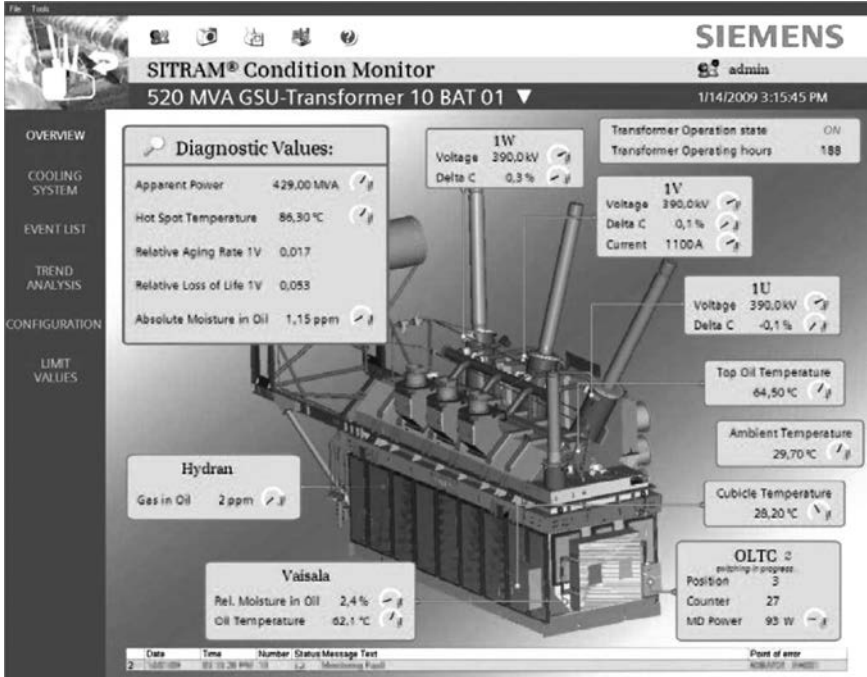 File Tools
SIEMENS
SITRAM® Condition Monitor
admin
520 MVA GSU-Transformer 10 BAT 01 ▼
1/14/2009 3:15:45 PM
OVERVIEW
COOLING
SYSTEM
EVENT LIST
TREND
ANALYSIS
CONFIGURATION
LIMIT
VALUES
Diagnostic Values:
Apparent Power 429,00 MVA
Hot Spot Temperature 86,30 °C
Relative Aging Rate 1V 0,017
Relative Loss of Life 1V 0,053
Absolute Moisture in Oil 1,15 ppm
1W
Voltage 390,0 kV
Delta C 0,3 %
Transformer Operation state ON
Transformer Operating hours 188
1V
Voltage 390,0 kV
Delta C 0,1 %
Current 1100 A
1U
Voltage 390,0 kV
Delta C -0,1 %
Top Oil Temperature
64,50 °C
Ambient Temperature
29,70 °C
Cubicle Temperature
28,20 °C
Hydran
Gas in Oil 2 ppm
Vaisala
Rel. Moisture in Oil 2,4 %
Oil Temperature 62,1 °C
OLTC 2
switching in progress...
Position 3
Counter 27
MD Power 93 W
Date Time Number Status Message Text Point of error
2